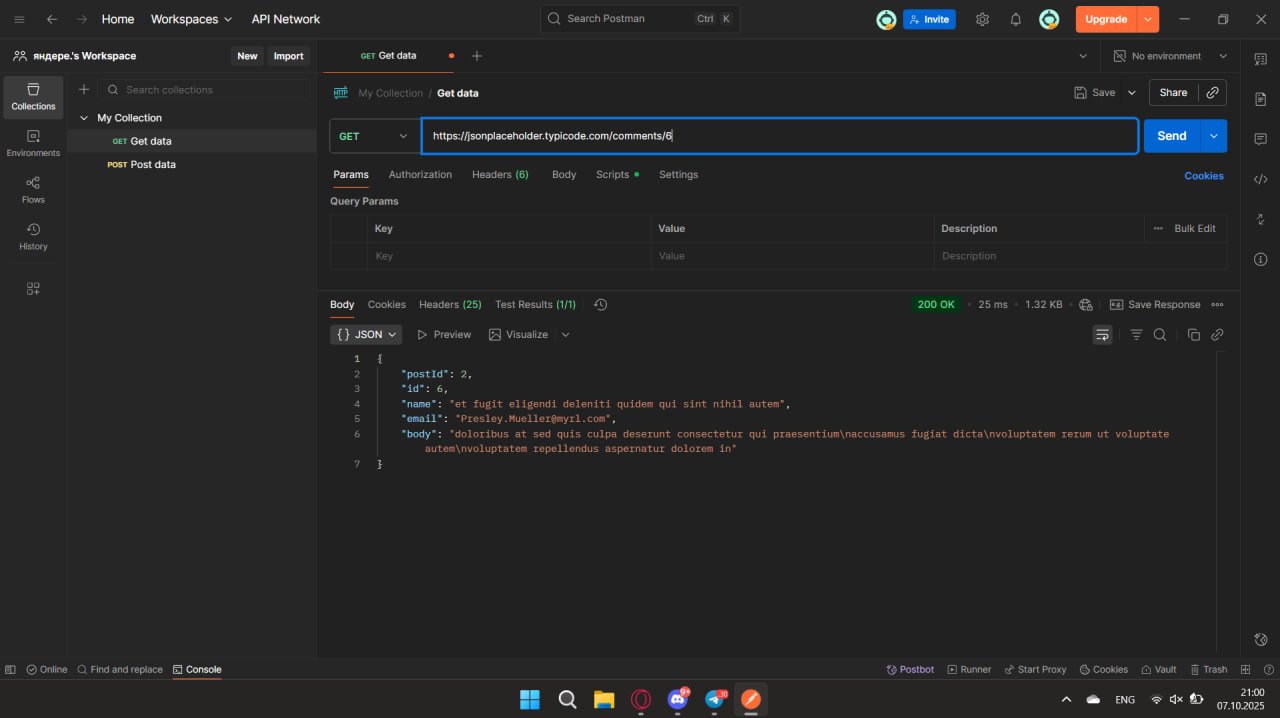 Home Workspaces API Network Search Postman Ctrl K Invite Upgrade
яндере.'s Workspace New Import GET Get data No environment
Collections Search collections HTTP My Collection / Get data Save Share
My Collection
GET Get data GET https://jsonplaceholder.typicode.com/comments/6 Send
Environments POST Post data
Flows Params Authorization Headers (6) Body Scripts Settings Cookies
History Query Params
Key Value Description Bulk Edit
Key Value Description
Body Cookies Headers (25) Test Results (1/1) 200 OK 25 ms 1.32 KB Save Response
{} JSON Preview Visualize
1 {
2 "postId": 2,
3 "id": 6,
4 "name": "et fugit eligendi deleniti quidem qui sint nihil autem",
5 "email": "Presley.Mueller@myrl.com",
6 "body": "doloribus at sed quis culpa deserunt consectetur qui praesentium\naccusamus fugiat dicta\nvoluptatem rerum ut voluptate
autem\nvoluptatem repellendus aspernatur dolorem in"
7 }
Online Find and replace Console Postbot Runner Start Proxy Cookies Vault Trash
9+ 30 ENG 21:00
07.10.2025